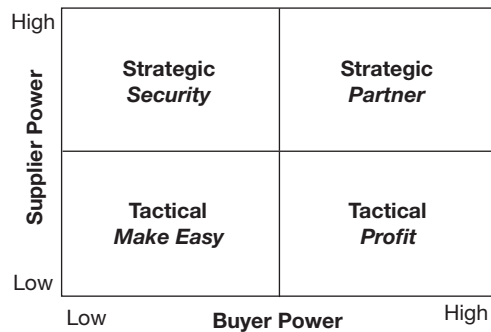 High
Strategic
Security
Strategic
Partner
Supplier Power
Tactical
Make Easy
Tactical
Profit
Low
Low
Buyer Power
High